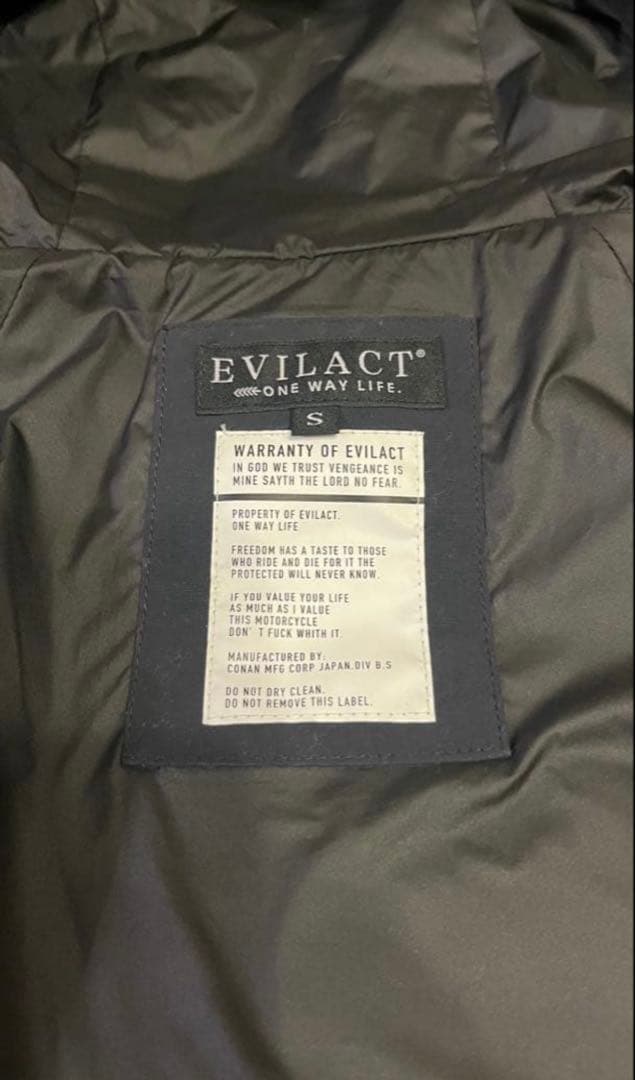 EVILACT®
ONE WAY LIFE.
S
WARRANTY OF EVILACT
IN GOD WE TRUST VENGEANCE IS
MINE SAYTH THE LORD NO FEAR.
PROPERTY OF EVILACT.
ONE WAY LIFE
FREEDOM HAS A TASTE TO THOSE
WHO RIDE AND DIE FOR IT THE
PROTECTED WILL NEVER KNOW.
IF YOU VALUE YOUR LIFE
AS MUCH AS I VALUE
THIS MOTORCYCLE
DON' T FUCK WHITH IT.
MANUFACTURED BY:
CONAN MFG CORP JAPAN.DIV B.S
DO NOT DRY CLEAN.
DO NOT REMOVE THIS LABEL.